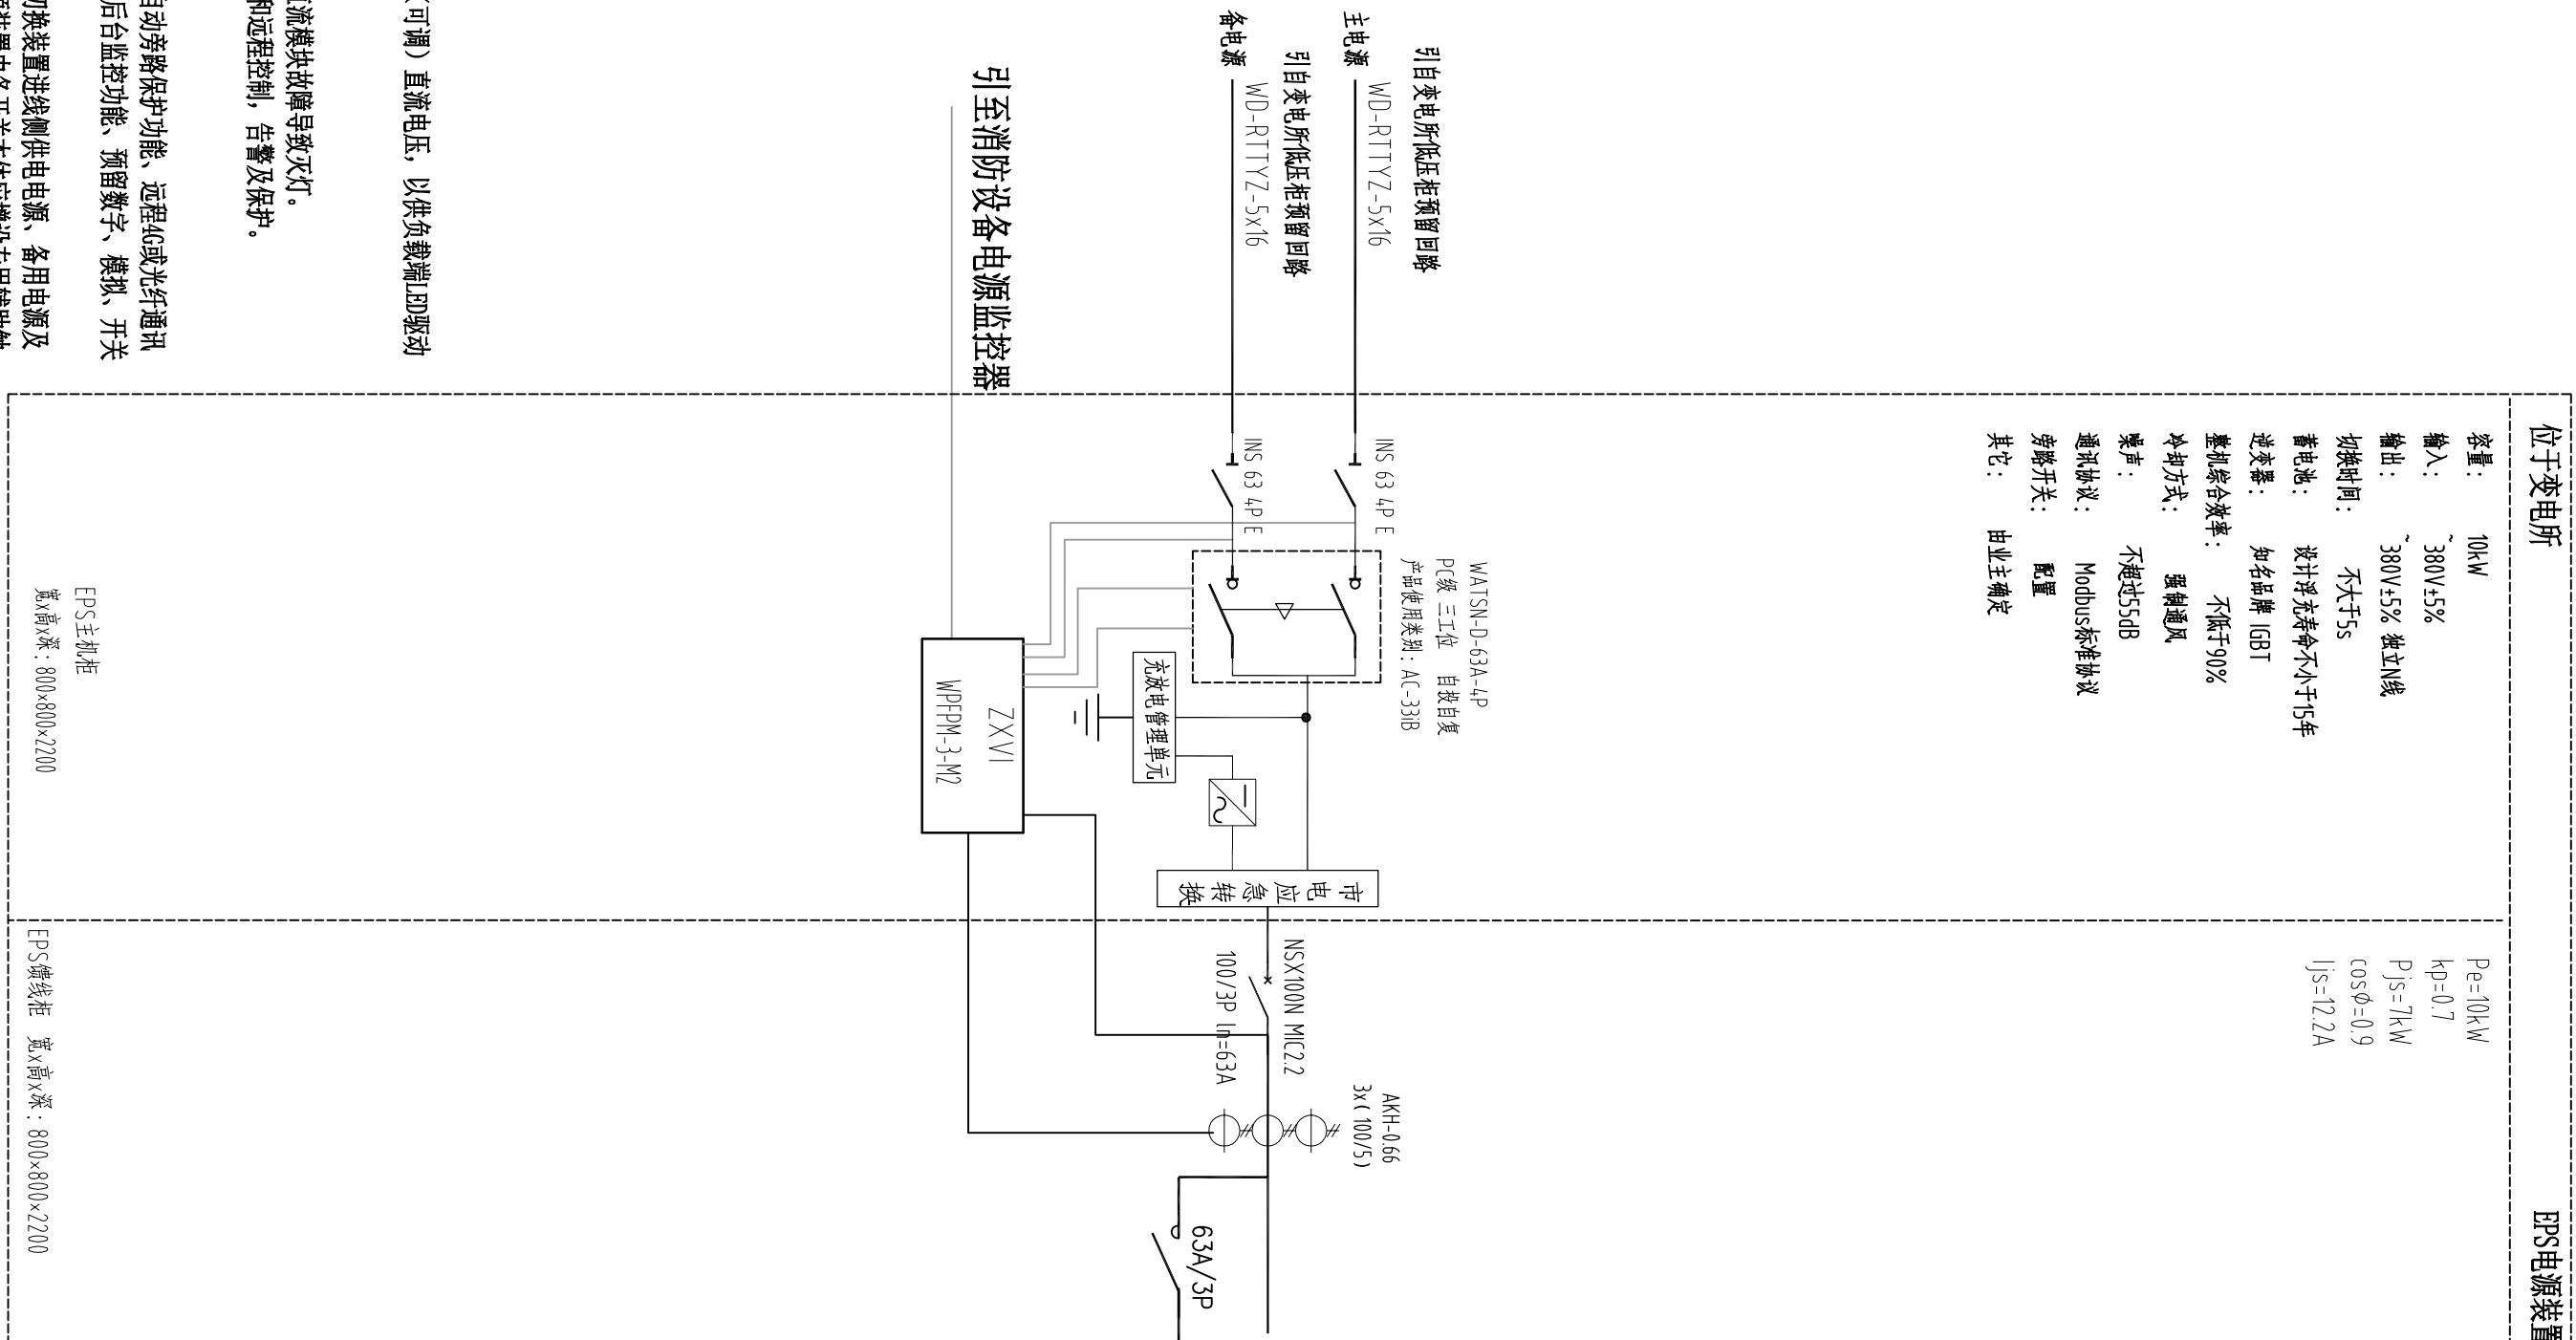 位于变电所
EPS电源装置
容量： 10kW
输入： ~380V±5%
输出： ~380V±5% 独立N线
切换时间： 不大于5s
蓄电池： 设计浮充寿命不小于15年
逆变器： 知名品牌 IGBT
整机综合效率： 不低于90%
冷却方式： 强制通风
噪声： 不超过55dB
通讯协议： Modbus标准协议
旁路开关： 配置
其它： 由业主确定
Pe=10kW
kp=0.7
Pjs=7kW
cosØ=0.9
Ijs=12.2A
引自变电所低压柜预留回路
WD-RTTYZ-5x16
主电源
引自变电所低压柜预留回路
WD-RTTYZ-5x16
备电源
INS 63 4P E
INS 63 4P E
WATSN-D-63A-4P
PC级 三工位 自投自复
产品使用类别：AC-33iB
充放电管理单元
市电应急转换
NSX100N MIC2.2
100/3P In=63A
AKH-0.66
3x(100/5)
63A/3P
引至消防设备电源监控器
ZXVI
WPFPM-3-M2
（可调）直流电压，以供负载端LED驱动
直流模块故障导致灭灯。
和远程控制，告警及保护。
自动旁路保护功能、远程4G或光纤通讯
后台监控功能、预留数字、模拟、开关
切换装置进线侧供电电源、备用电源及
EPS主机柜
宽x高x深：800x800x2200
EPS馈线柜 宽x高x深：800x800x2200